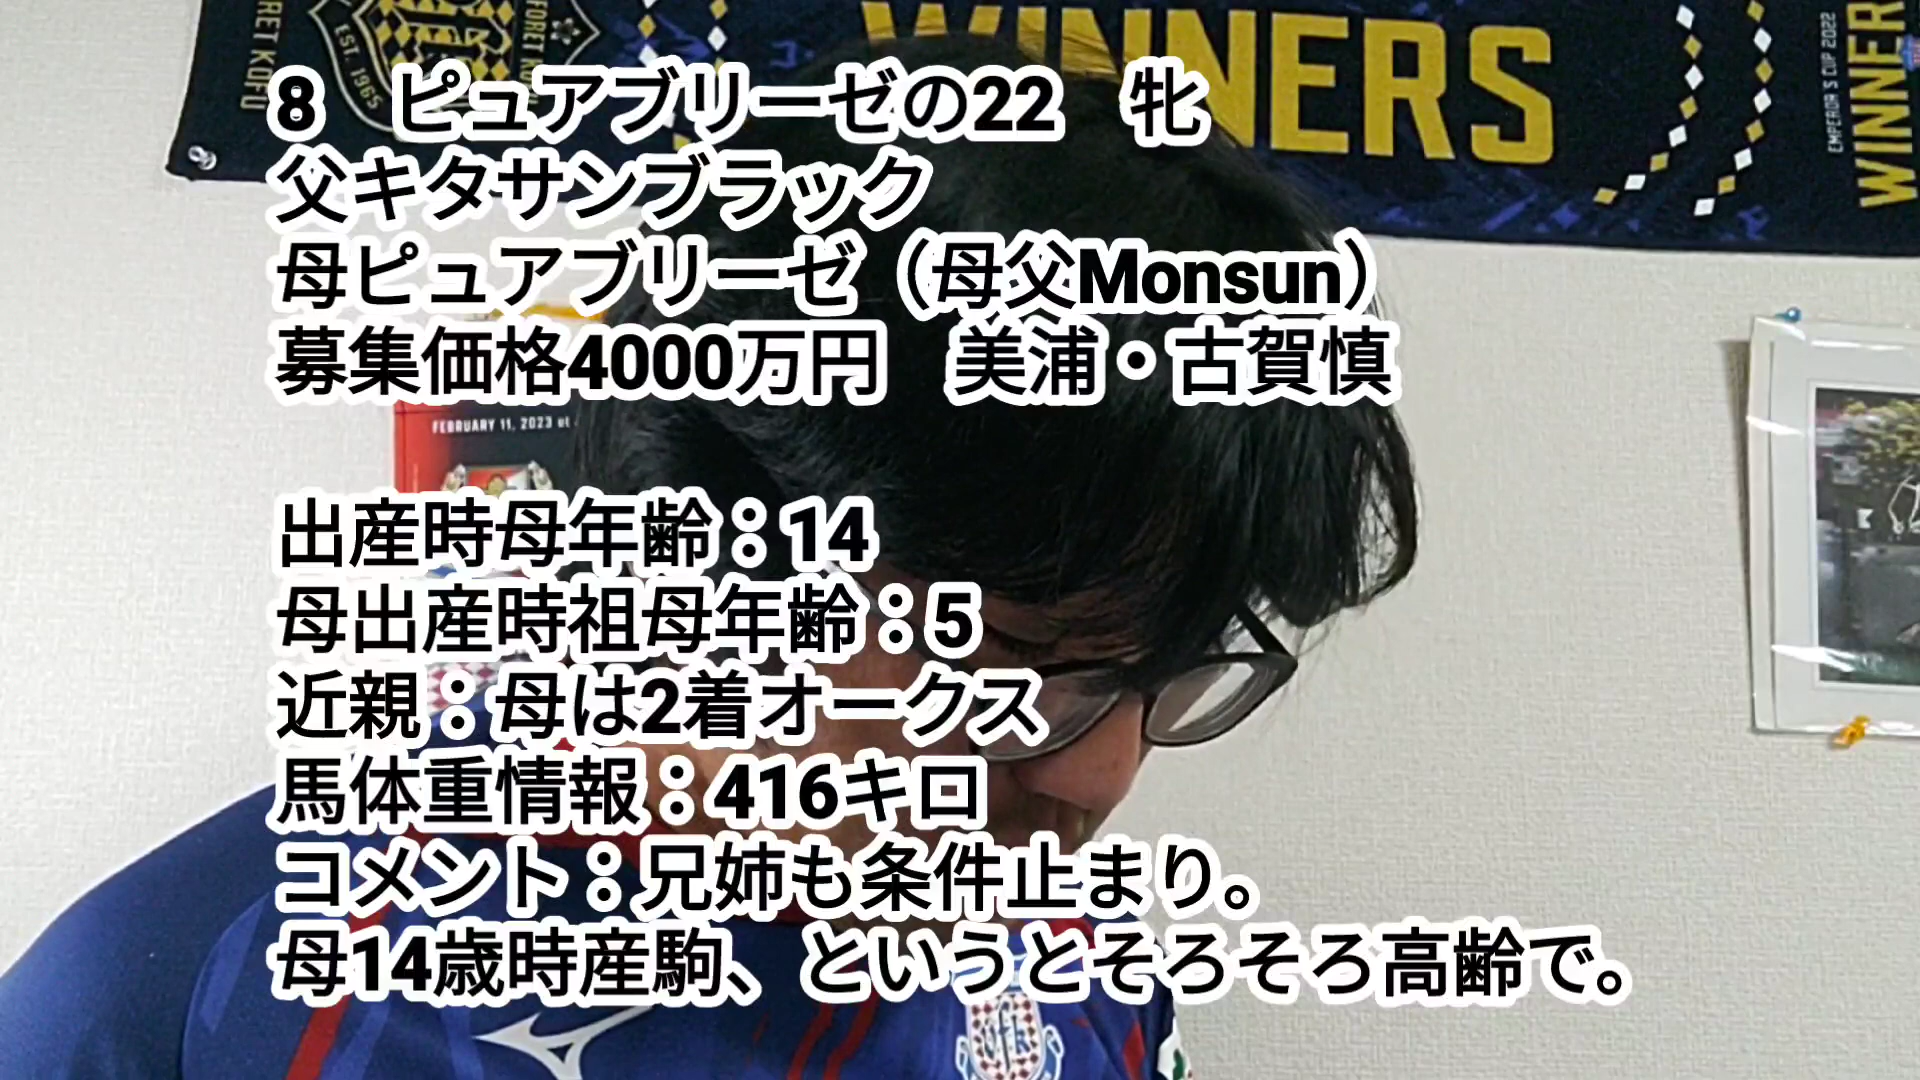 WINNERS
FORET KOFU
EST. 1965
EMPEROR'S CUP 2022
WINNER
8　ピュアブリーゼの22　牝
父キタサンブラック
母ピュアブリーゼ（母父Monsun）
募集価格4000万円　美浦・古賀慎
FEBRUARY 11, 2023 at
出産時母年齢：14
母出産時祖母年齢：5
近親：母は2着オークス
馬体重情報：416キロ
コメント：兄姉も条件止まり。
母14歳時産駒、というとそろそろ高齢で。